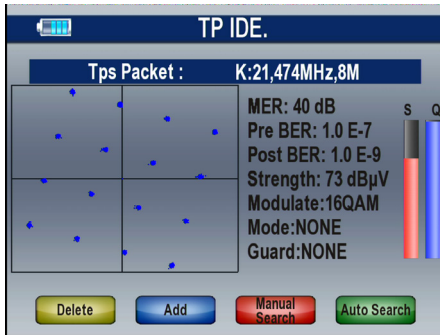 TP IDE.
Tps Packet : K:21,474MHz,8M
MER: 40 dB
S Q
Pre BER: 1.0 E-7
Post BER: 1.0 E-9
Strength: 73 dBµV
Modulate:16QAM
Mode:NONE
Guard:NONE
Delete
Add
Manual
Search
Auto Search